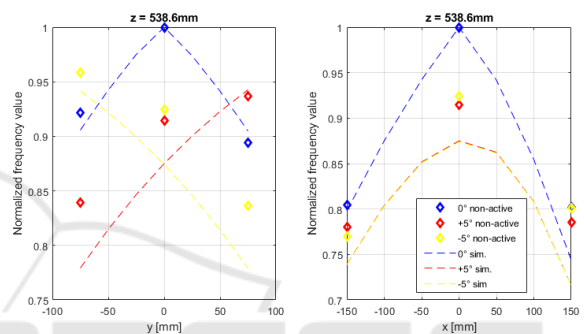 z = 538.6mm
Normalized frequency value
1
0.95
0.9
0.85
0.8
0.75
-100
-50
0
50
100
y [mm]
z = 538.6mm
Normalized frequency value
1
0.95
0.9
0.85
0.8
0.75
0.7
-150
-100
-50
0
50
100
150
x [mm]
0° non-active
+5° non-active
-5° non-active
0° sim.
+5° sim.
-5° sim